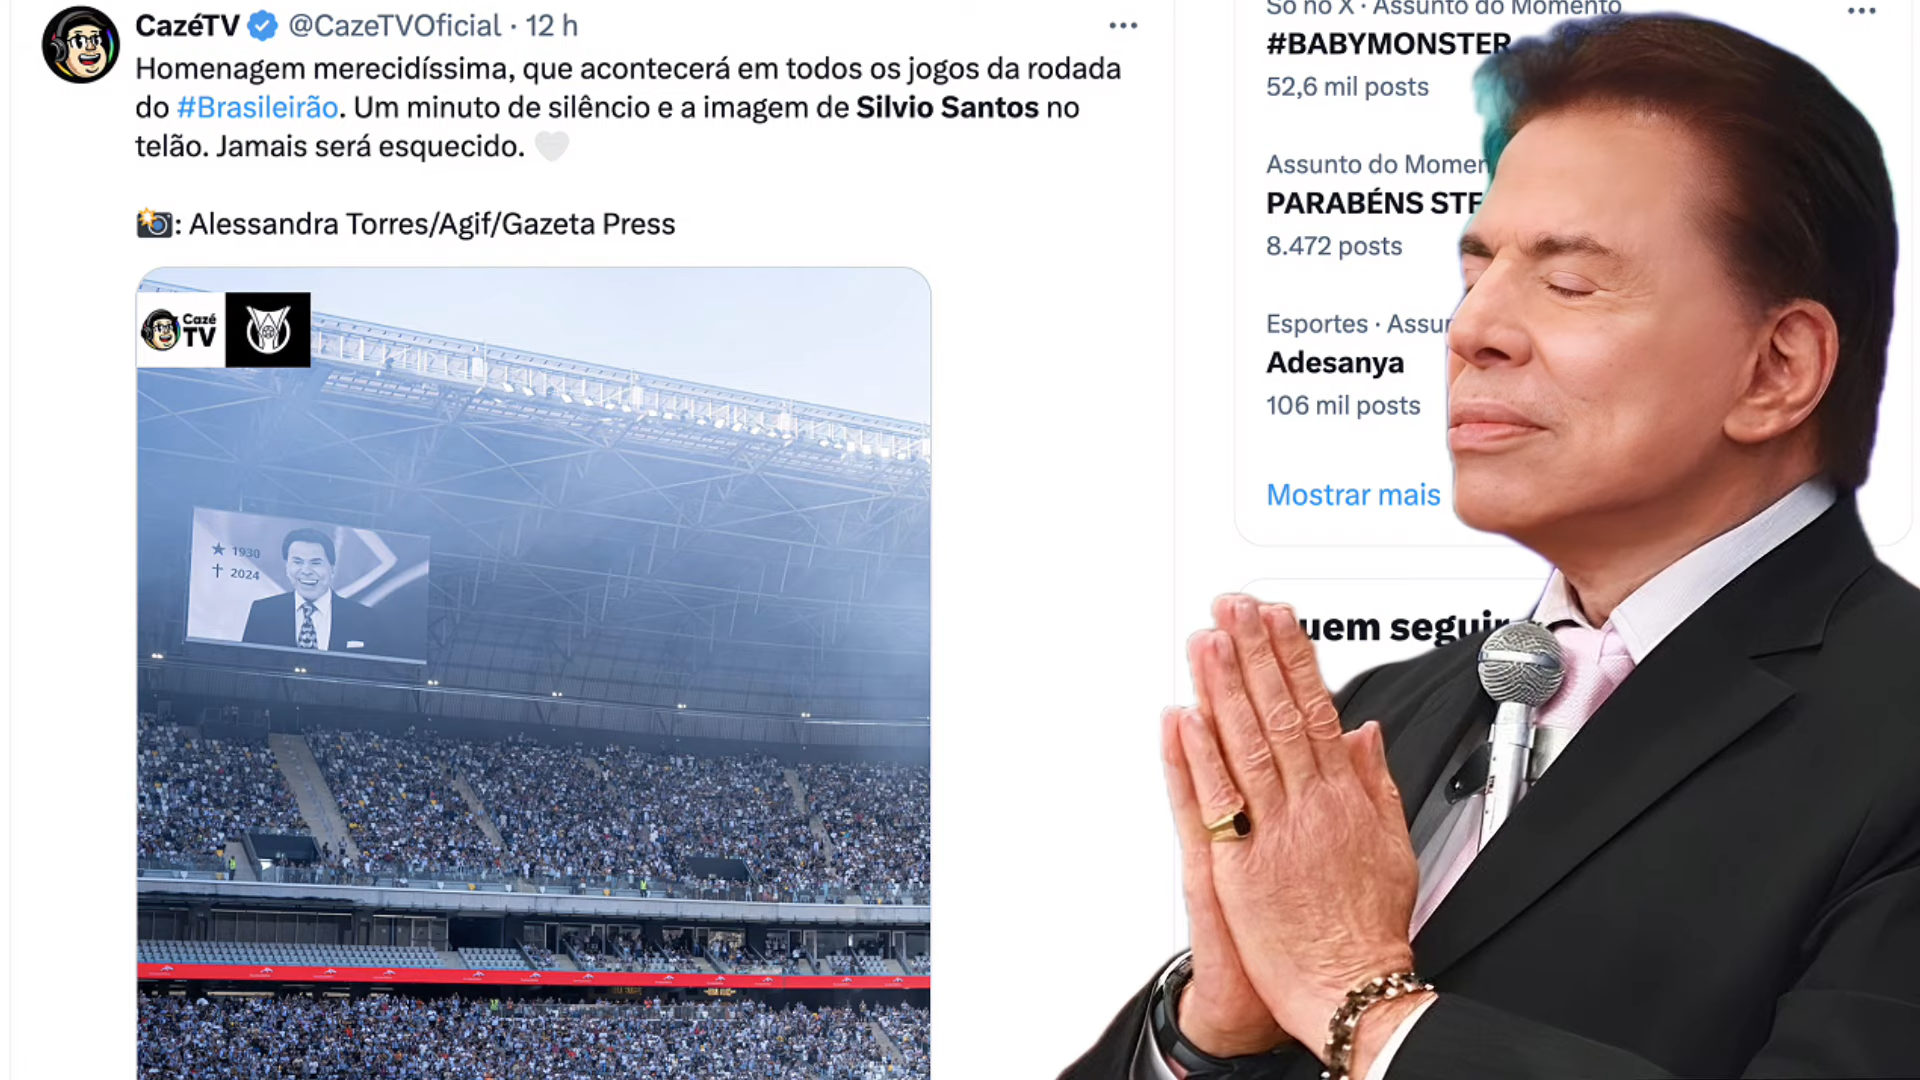 CazéTV @CazeTVOficial · 12 h
Homenagem merecidíssima, que acontecerá em todos os jogos da rodada
do #Brasileirão. Um minuto de silêncio e a imagem de Silvio Santos no
telão. Jamais será esquecido.
: Alessandra Torres/Agif/Gazeta Press
Cazé
TV
1930
2024
Só no X · Assunto do Momento
#BABYMONSTER
52,6 mil posts
Assunto do Momen
PARABÉNS STE
8.472 posts
Esportes · Assu
Adesanya
106 mil posts
Mostrar mais
uem seguir